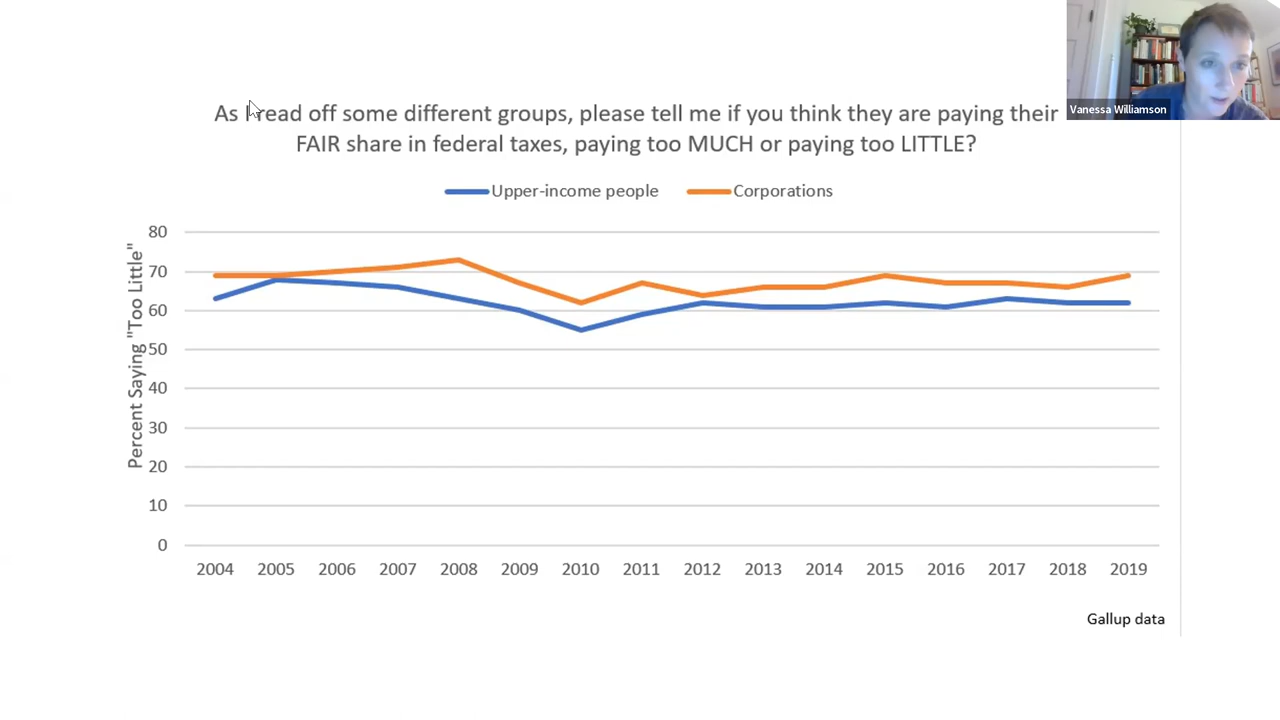 Vanessa Williamson
As I read off some different groups, please tell me if you think they are paying their
FAIR share in federal taxes, paying too MUCH or paying too LITTLE?
Upper-income people Corporations
Percent Saying "Too Little"
80
70
60
50
40
30
20
10
0
2004 2005 2006 2007 2008 2009 2010 2011 2012 2013 2014 2015 2016 2017 2018 2019
Gallup data